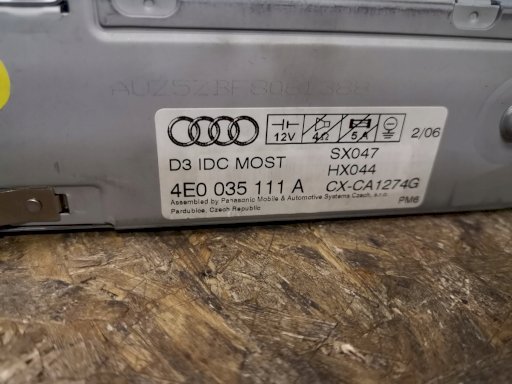 12V 4Ω 5 A 2/06
D3 IDC MOST SX047
HX044
4E0 035 111 A CX-CA1274G
Assembled by Panasonic Mobile & Automotive Systems Czech, s.r.o.
Pardubice, Czech Republic PM6